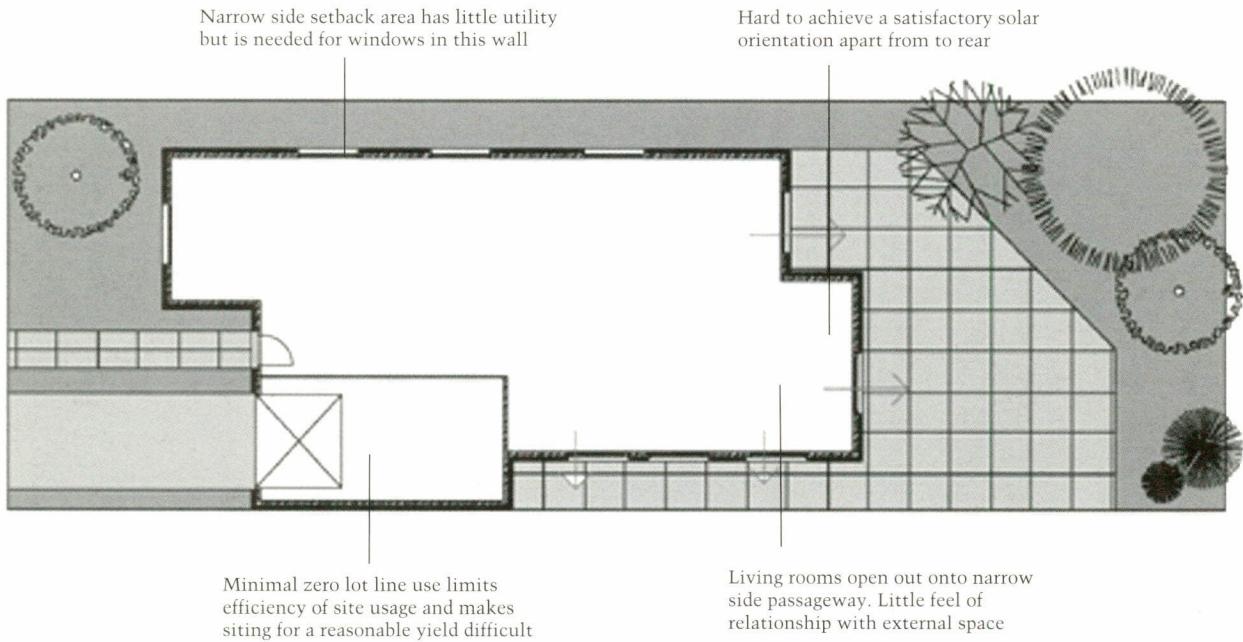 Narrow side setback area has little utility
but is needed for windows in this wall
Hard to achieve a satisfactory solar
orientation apart from to rear
Minimal zero lot line use limits
efficiency of site usage and makes
siting for a reasonable yield difficult
Living rooms open out onto narrow
side passageway. Little feel of
relationship with external space